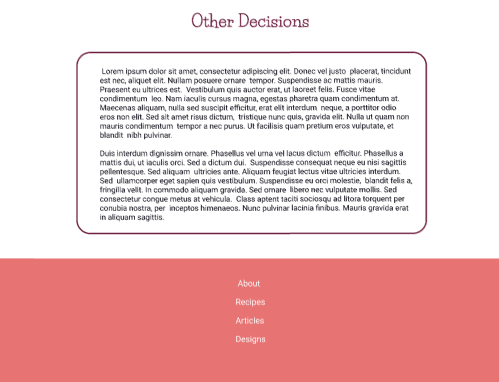 Other Decisions
Lorem ipsum dolor sit amet, consectetur adipiscing elit. Donec vel justo placerat, tincidunt
est nec, aliquet elit. Nullam posuere ornare tempor. Suspendisse ac mattis mauris.
Praesent eu ultrices est. Vestibulum quis auctor erat, ut laoreet felis. Fusce vitae
condimentum leo. Nam iaculis cursus magna, egestas pharetra quam condimentum at.
Maecenas aliquam, nulla sed suscipit efficitur, erat elit interdum neque, a porttitor odio
eros non elit. Sed sit amet risus dictum, tristique nunc quis, gravida elit. Nulla ut quam non
mauris condimentum tempor a nec purus. Ut facilisis quam pretium eros vulputate, et
blandit nibh pulvinar.
Duis interdum dignissim ornare. Phasellus vel urna vel lacus dictum efficitur. Phasellus a
mattis dui, ut iaculis orci. Sed a dictum dui. Suspendisse consequat neque eu nisi sagittis
pellentesque. Sed aliquam ultricies ante. Aliquam feugiat lectus vitae ultricies interdum.
Sed ullamcorper eget sapien quis vestibulum. Suspendisse eu orci molestie, blandit felis a,
fringilla velit. In commodo aliquam gravida. Sed ornare libero nec vulputate mollis. Sed
consectetur congue metus at vehicula. Class aptent taciti sociosqu ad litora torquent per
conubia nostra, per inceptos himenaeos. Nunc pulvinar lacinia finibus. Mauris gravida erat
in aliquam sagittis.
About
Recipes
Articles
Designs